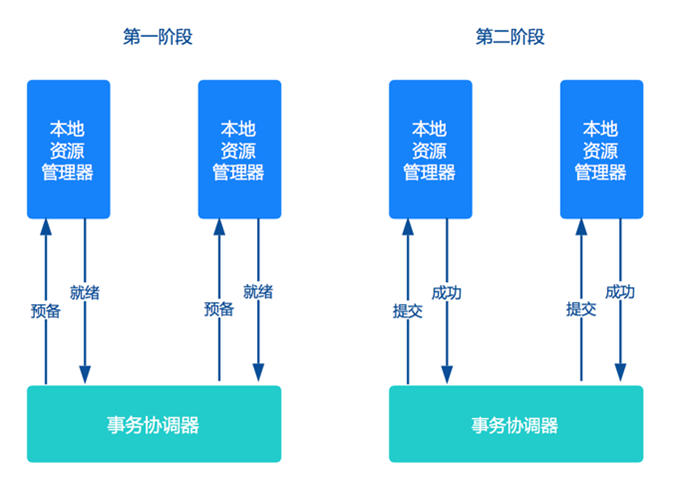 第一阶段
第二阶段
本地
资源
管理器
本地
资源
管理器
本地
资源
管理器
本地
资源
管理器
预备
就绪
预备
就绪
提交
成功
提交
成功
事务协调器
事务协调器